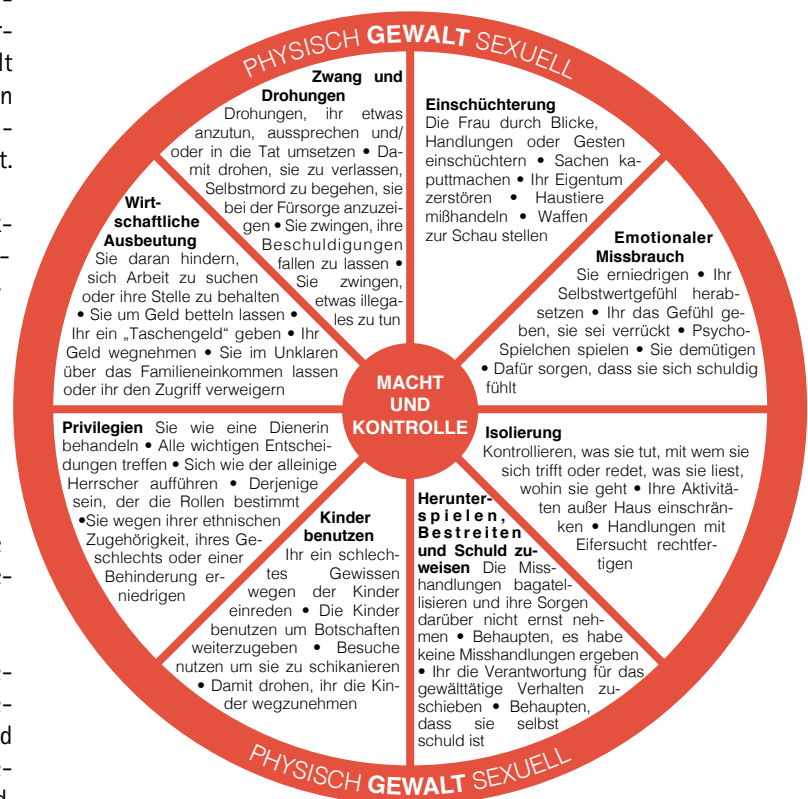 -
r-
lt
n
-
t.
k-
-
e
e-
e-
e-
d
e-
d
PHYSISCH GEWALT SEXUELL
Zwang und
Drohungen
Drohungen, ihr etwas
anzutun, aussprechen und/
oder in die Tat umsetzen • Da-
mit drohen, sie zu verlassen,
Selbstmord zu begehen, sie
bei der Fürsorge anzuzei-
gen • Sie zwingen, ihre
Beschuldigungen
fallen zu lassen •
Sie zwingen,
etwas illega-
les zu tun
Einschüchterung
Die Frau durch Blicke,
Handlungen oder Gesten
einschüchtern • Sachen ka-
puttmachen • Ihr Eigentum
zerstören • Haustiere
mißhandeln • Waffen
zur Schau stellen
Wirt-
schaftliche
Ausbeutung
Sie daran hindern,
sich Arbeit zu suchen
oder ihre Stelle zu behalten
• Sie um Geld betteln lassen •
Ihr ein „Taschengeld“ geben • Ihr
Geld wegnehmen • Sie im Unklaren
über das Familieneinkommen lassen
oder ihr den Zugriff verweigern
Emotionaler
Missbrauch
Sie erniedrigen • Ihr
Selbstwertgefühl herab-
setzen • Ihr das Gefühl ge-
ben, sie sei verrückt • Psycho-
Spielchen spielen • Sie demütigen
• Dafür sorgen, dass sie sich schuldig
fühlt
MACHT
UND
KONTROLLE
Privilegien Sie wie eine Dienerin
behandeln • Alle wichtigen Entschei-
dungen treffen • Sich wie der alleinige
Herrscher aufführen • Derjenige
sein, der die Rollen bestimmt
•Sie wegen ihrer ethnischen
Zugehörigkeit, ihres Ge-
schlechts oder einer
Behinderung er-
niedrigen
Isolierung
Kontrollieren, was sie tut, mit wem sie
sich trifft oder redet, was sie liest,
wohin sie geht • Ihre Aktivitä-
ten außer Haus einschrän-
ken • Handlungen mit
Eifersucht rechtfer-
tigen
Kinder
benutzen
Ihr ein schlech-
tes Gewissen
wegen der Kinder
einreden • Die Kinder
benutzen um Botschaften
weiterzugeben • Besuche
nutzen um sie zu schikanieren
• Damit drohen, ihr die Kin-
der wegzunehmen
Herunter-
spielen,
Bestreiten
und Schuld zu-
weisen Die Miss-
handlungen bagatel-
lisieren und ihre Sorgen
darüber nicht ernst neh-
men • Behaupten, es habe
keine Misshandlungen ergeben
• Ihr die Verantwortung für das
gewälttätige Verhalten zu-
schieben • Behaupten,
dass sie selbst
schuld ist
PHYSISCH GEWALT SEXUELL